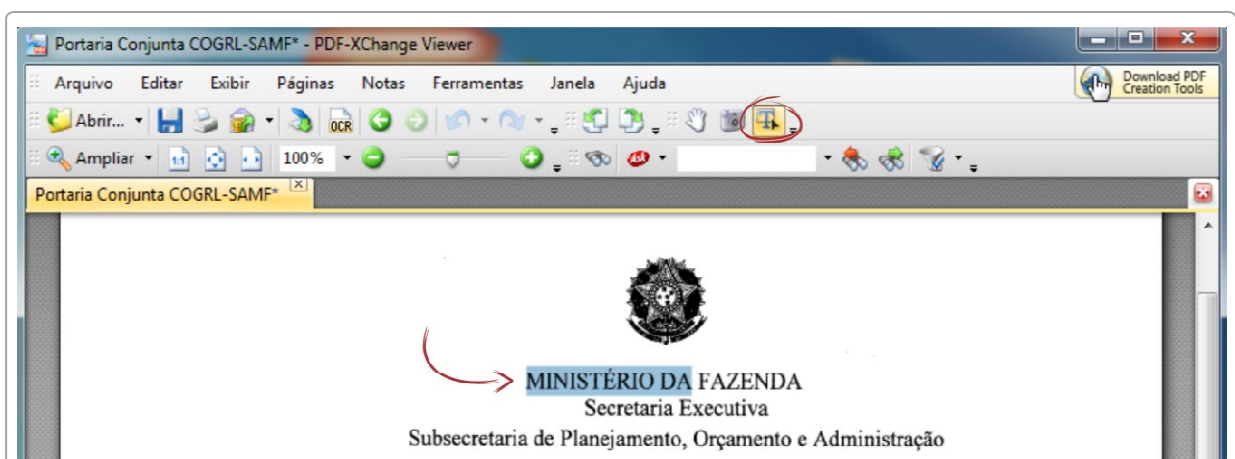 Portaria Conjunta COGRL-SAMF* - PDF-XChange Viewer
Arquivo Editar Exibir Páginas Notas Ferramentas Janela Ajuda
Download PDF
Creation Tools
Abrir... OCR
Ampliar 1:1 100%
Portaria Conjunta COGRL-SAMF*
MINISTÉRIO DA FAZENDA
Secretaria Executiva
Subsecretaria de Planejamento, Orçamento e Administração